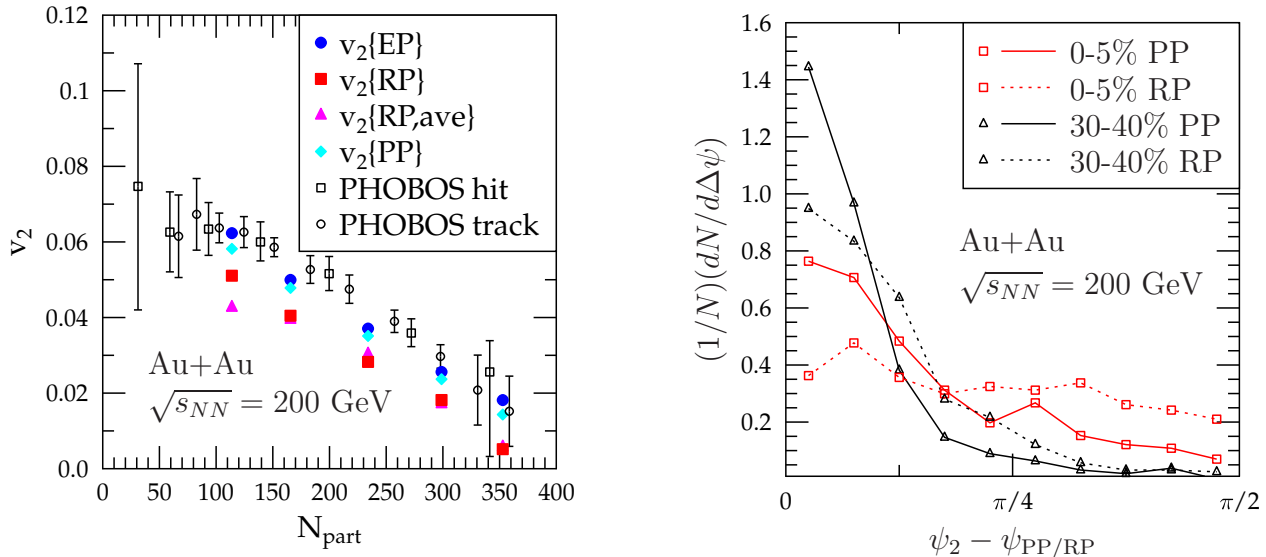 0.12
0.1
0.08
0.06
0.04
0.02
0.0
v₂
v₂{EP}
v₂{RP}
v₂{RP,ave}
v₂{PP}
PHOBOS hit
PHOBOS track
Au+Au
√sNN = 200 GeV
0 50 100 150 200 250 300 350 400
Npart
1.6
1.4
1.2
1.0
0.8
0.6
0.4
0.2
(1/N)(dN/dΔψ)
0-5% PP
0-5% RP
30-40% PP
30-40% RP
Au+Au
√sNN = 200 GeV
0 π/4 π/2
ψ₂ − ψPP/RP